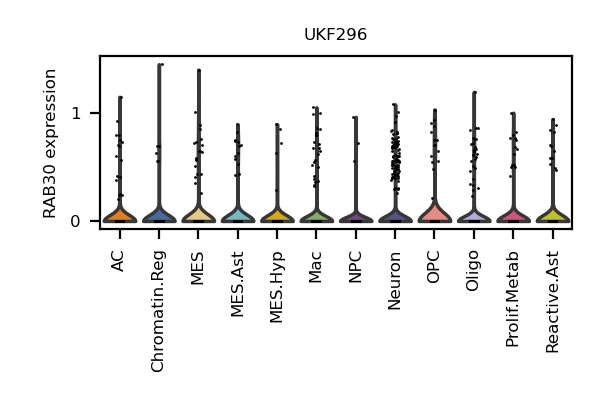 UKF296
RAB30 expression
1
0
AC
Chromatin.Reg
MES
MES.Ast
MES.Hyp
Mac
NPC
Neuron
OPC
Oligo
Prolif.Metab
Reactive.Ast